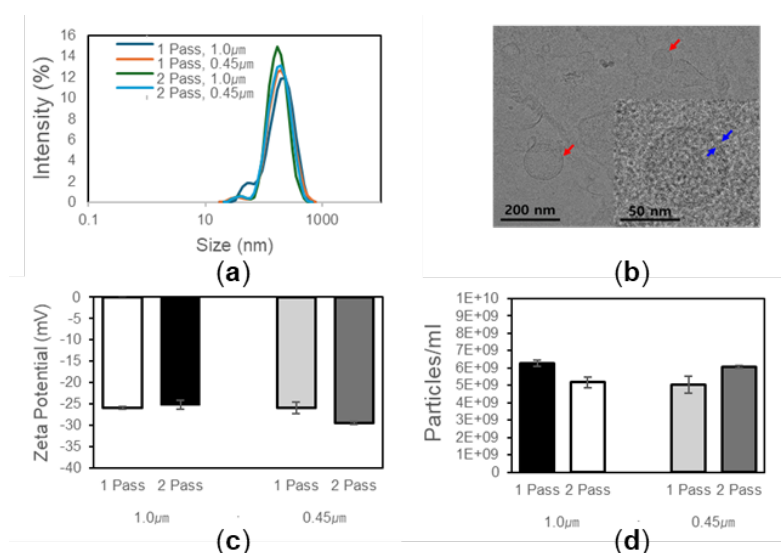 16
14
12
10
8
6
4
2
0
Intensity (%)
1 Pass, 1.0㎛
1 Pass, 0.45㎛
2 Pass, 1.0㎛
2 Pass, 0.45㎛
0.1 10 1000
Size (nm)
(a)
200 nm 50 nm
(b)
0
-5
-10
-15
-20
-25
-30
-35
-40
Zeta Potential (mV)
1 Pass 2 Pass 1 Pass 2 Pass
1.0㎛ 0.45㎛
(c)
1E+10
9E+09
8E+09
7E+09
6E+09
5E+09
4E+09
3E+09
2E+09
1E+09
0
Particles/ml
1 Pass 2 Pass 1 Pass 2 Pass
1.0㎛ 0.45㎛
(d)